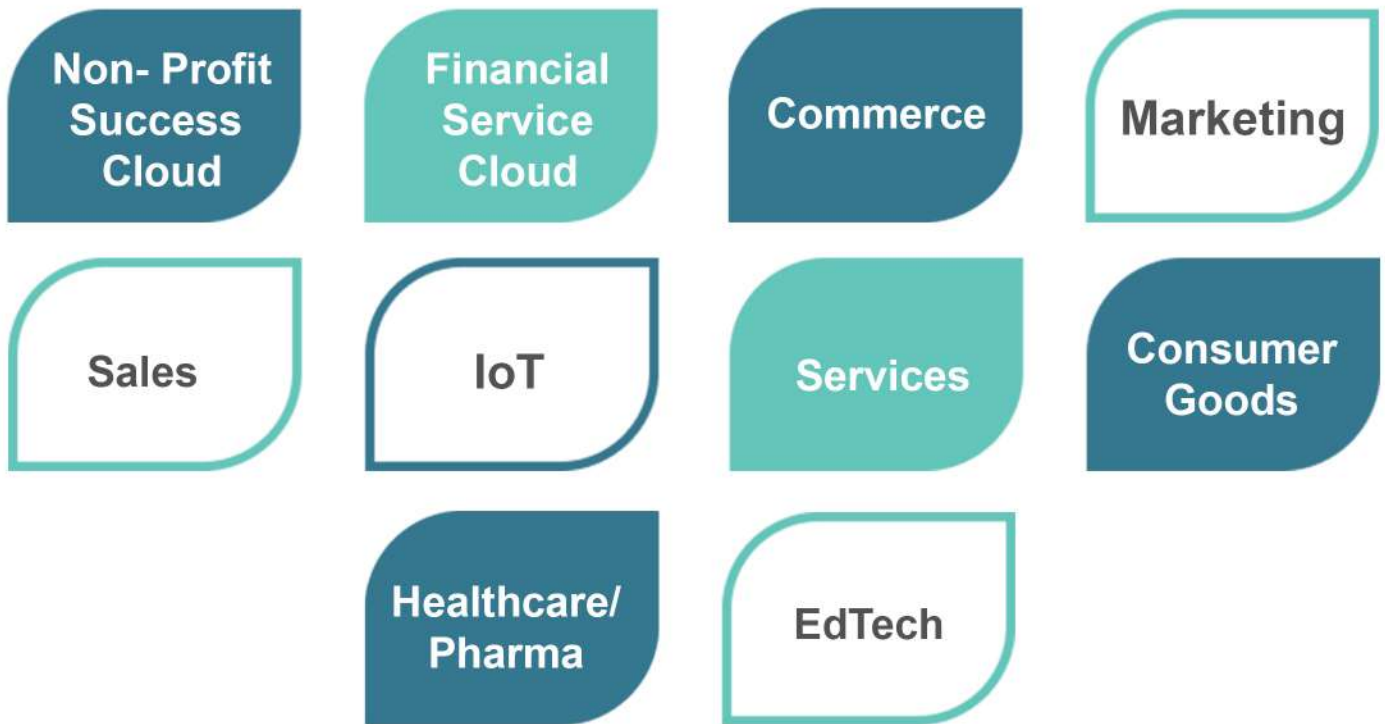 Non- Profit
Success
Cloud
Financial
Service
Cloud
Commerce
Marketing
Sales
IoT
Services
Consumer
Goods
Healthcare/
Pharma
EdTech